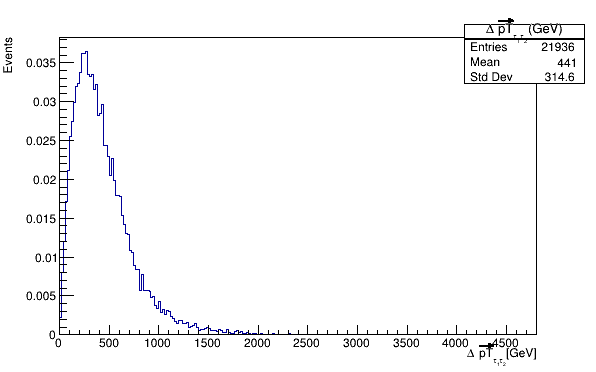 Δ pT τ₁τ₂ (GeV)
Entries 21936
Mean 441
Std Dev 314.6
Events
0.035
0.03
0.025
0.02
0.015
0.01
0.005
0
0 500 1000 1500 2000 2500 3000 3500 4000 4500
Δ pT τ₁τ₂ [GeV]